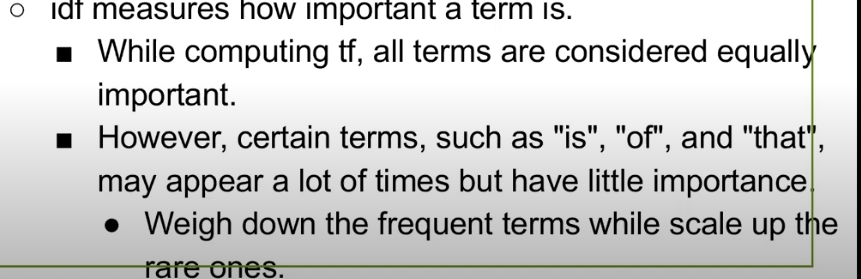 ○ idf measures how important a term is.
■ While computing tf, all terms are considered equally
important.
■ However, certain terms, such as "is", "of", and "that",
may appear a lot of times but have little importance.
● Weigh down the frequent terms while scale up the
rare ones.